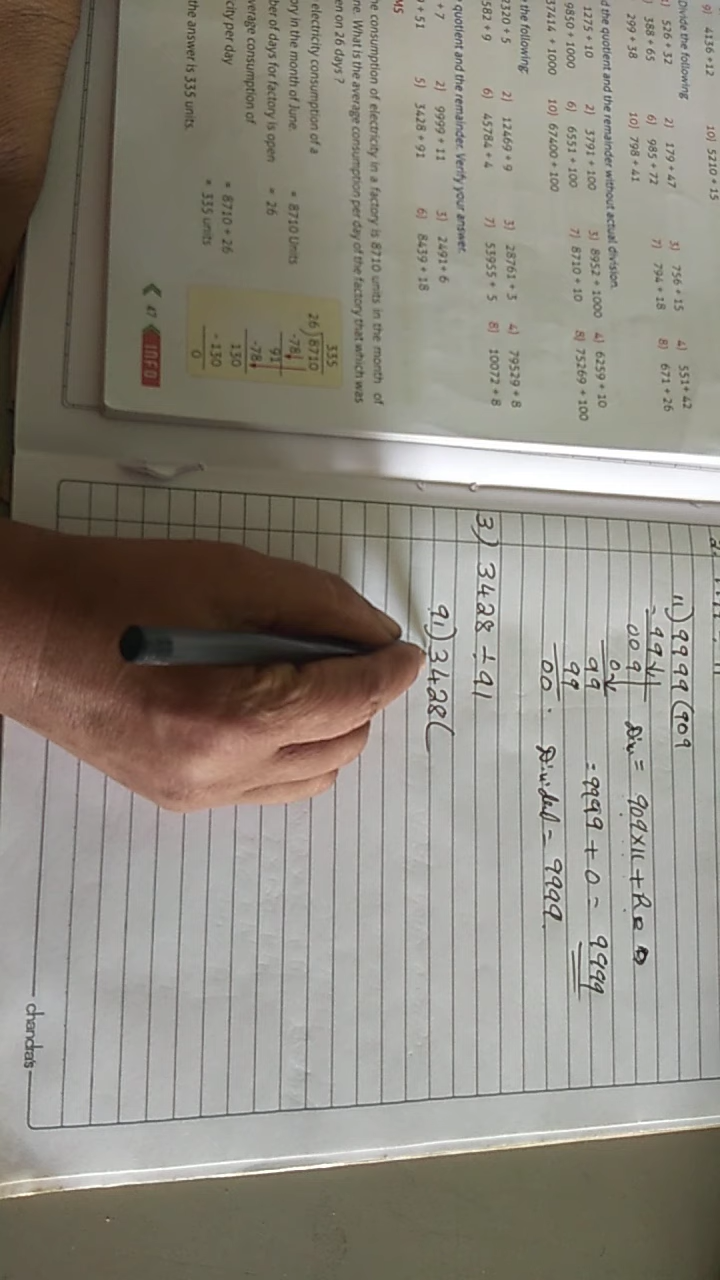 9) 4136 ÷ 12
10) 5210 ÷ 15
Divide the following
526 ÷ 32
2) 179 ÷ 47
3) 756 ÷ 15
4) 551 ÷ 42
388 ÷ 65
6) 985 ÷ 72
7) 794 ÷ 18
8) 671 ÷ 26
299 ÷ 38
10) 798 ÷ 41
d the quotient and the remainder without actual division.
1275 ÷ 10
2) 3791 ÷ 100
3) 8952 ÷ 1000
4) 6259 ÷ 10
9850 ÷ 1000
6) 6551 ÷ 100
7) 8710 ÷ 10
8) 75269 ÷ 100
37414 ÷ 1000
10) 67400 ÷ 100
the following
3320 ÷ 5
2) 12469 ÷ 9
3) 28761 ÷ 3
4) 79529 ÷ 8
582 ÷ 9
6) 45784 ÷ 4
7) 53955 ÷ 5
8) 10072 ÷ 8
r quotient and the remainder. Verify your answer.
÷ 7
2) 9999 ÷ 11
3) 2491 ÷ 6
÷ 51
5) 3428 ÷ 91
6) 8439 ÷ 18
MS
he consumption of electricity in a factory is 8710 units in the month of
ne. What is the average consumption per day of the factory that which was
en on 26 days ?
electricity consumption of a
ory in the month of June. = 8710 Units
ber of days for factory is open = 26
verage consumption of
city per day = 8710 ÷ 26
= 335 units
the answer is 335 units.
335
26) 8710
-78
91
-78
130
-130
0
47
INFO
11) 9999 (909
- 99
009
0
99
99
00
Div = 909 x 11 + R
= 9999 + 0 = 9999
Dividend = 9999
3) 3428 ÷ 91
91) 3428 (
chandra's